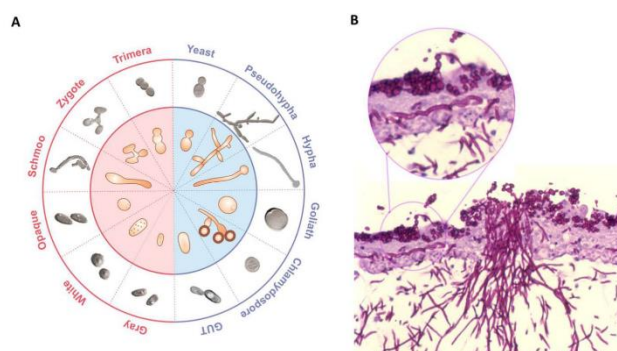 A
B
Trimera
Yeast
Pseudohypha
Hypha
Goliath
Chlamydospore
GUT
Gray
White
Opaque
Schmoo
Zygote